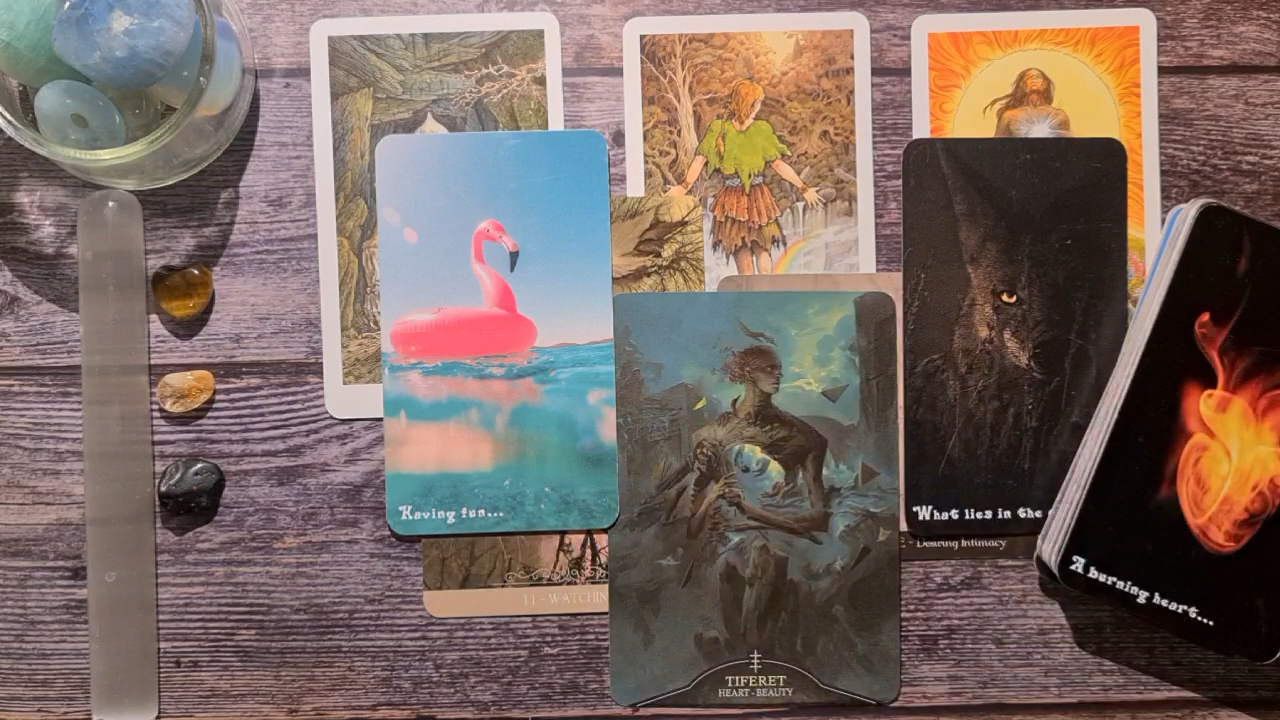 Having fun...
What lies in the
A burning heart...
- Desiring Intimacy
11 - WATCHIN
TIFERET
HEART - BEAUTY